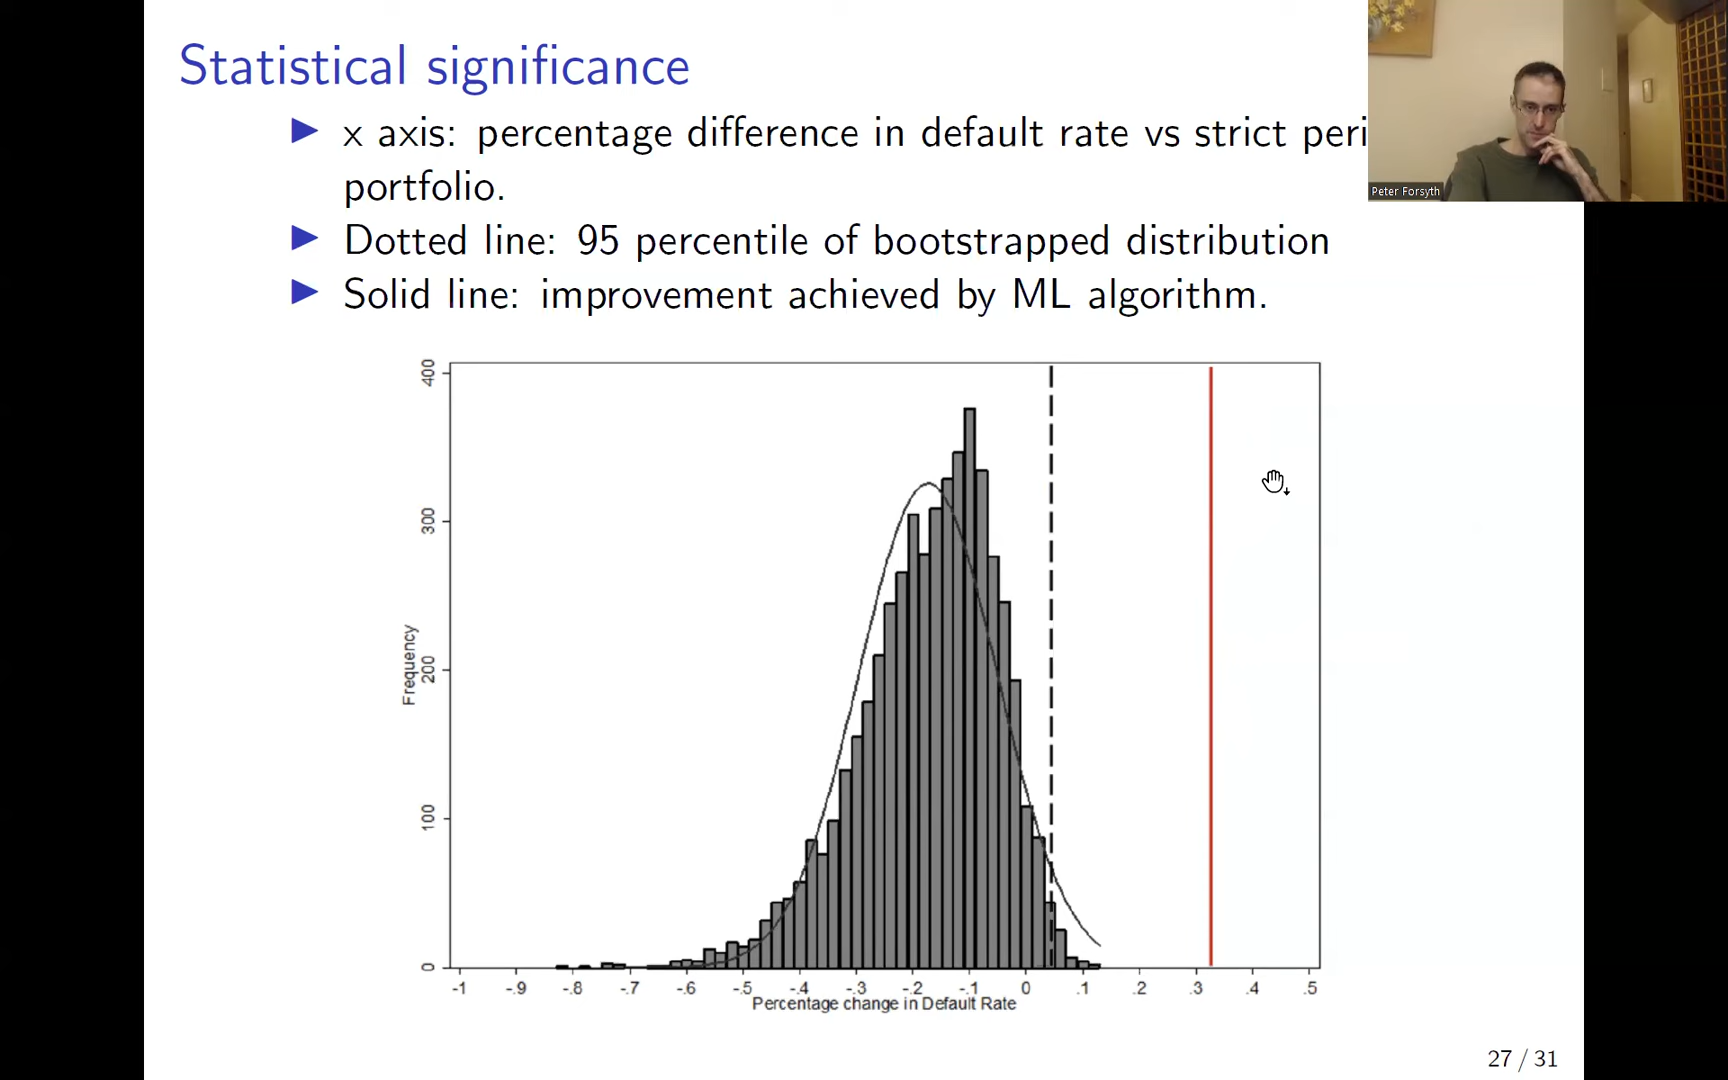 Statistical significance
x axis: percentage difference in default rate vs strict peri
portfolio.
Dotted line: 95 percentile of bootstrapped distribution
Solid line: improvement achieved by ML algorithm.
Peter Forsyth
400
300
200
100
0
Frequency
-1 -.9 -.8 -.7 -.6 -.5 -.4 -.3 -.2 -.1 0 .1 .2 .3 .4 .5
Percentage change in Default Rate
27 / 31